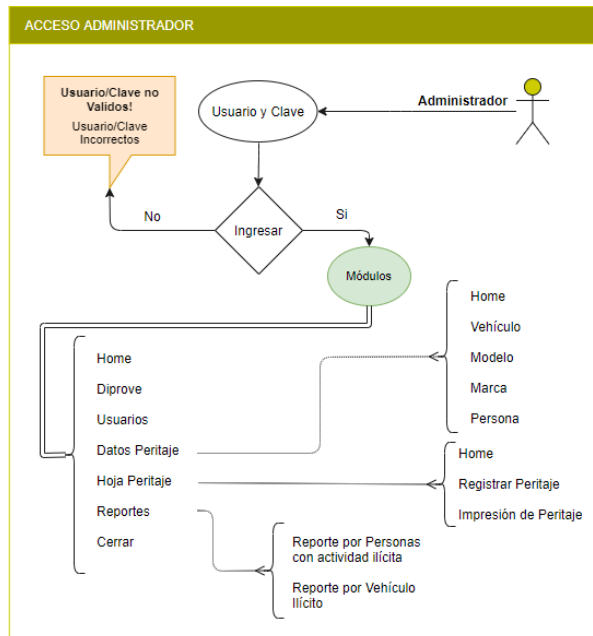 ACCESO ADMINISTRADOR
Usuario/Clave no
Validos!
Usuario/Clave
Incorrectos
Usuario y Clave
Administrador
No
Ingresar
Si
Módulos
Home
Diprove
Usuarios
Datos Peritaje
Hoja Peritaje
Reportes
Cerrar
Home
Vehículo
Modelo
Marca
Persona
Home
Registrar Peritaje
Impresión de Peritaje
Reporte por Personas
con actividad ilícita
Reporte por Vehículo
Ilícito